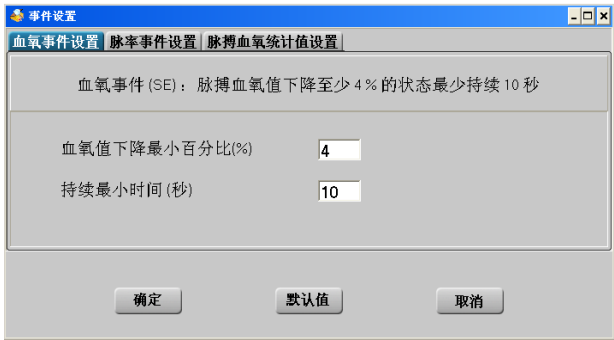 事件设置
血氧事件设置 脉率事件设置 脉搏血氧统计值设置
血氧事件(SE)：脉搏血氧值下降至少4%的状态最少持续10秒
血氧值下降最小百分比(%) 4
持续最小时间(秒) 10
确定 默认值 取消